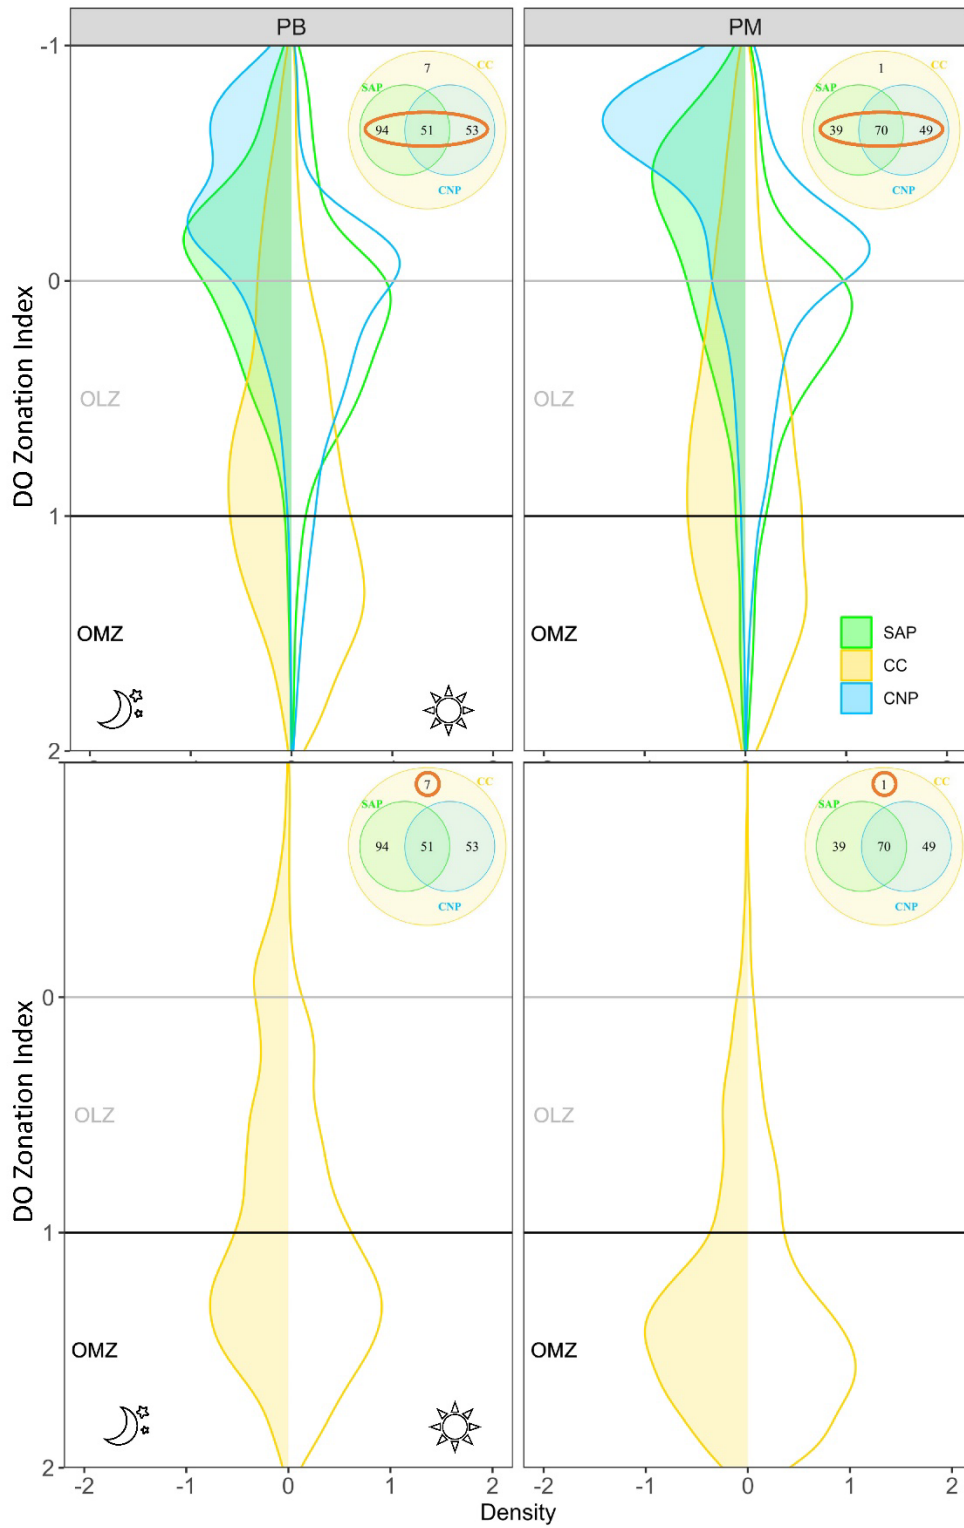 PB
PM
-1
7
CC
SAP
94
51
53
CNP
1
CC
SAP
39
70
49
CNP
0
OLZ
OLZ
DO Zonation Index
1
OMZ
OMZ
SAP
CC
CNP
2
7
CC
SAP
94
51
53
CNP
1
CC
SAP
39
70
49
CNP
0
OLZ
OLZ
DO Zonation Index
1
OMZ
OMZ
2
-2
-1
0
1
2
-2
-1
0
1
2
Density